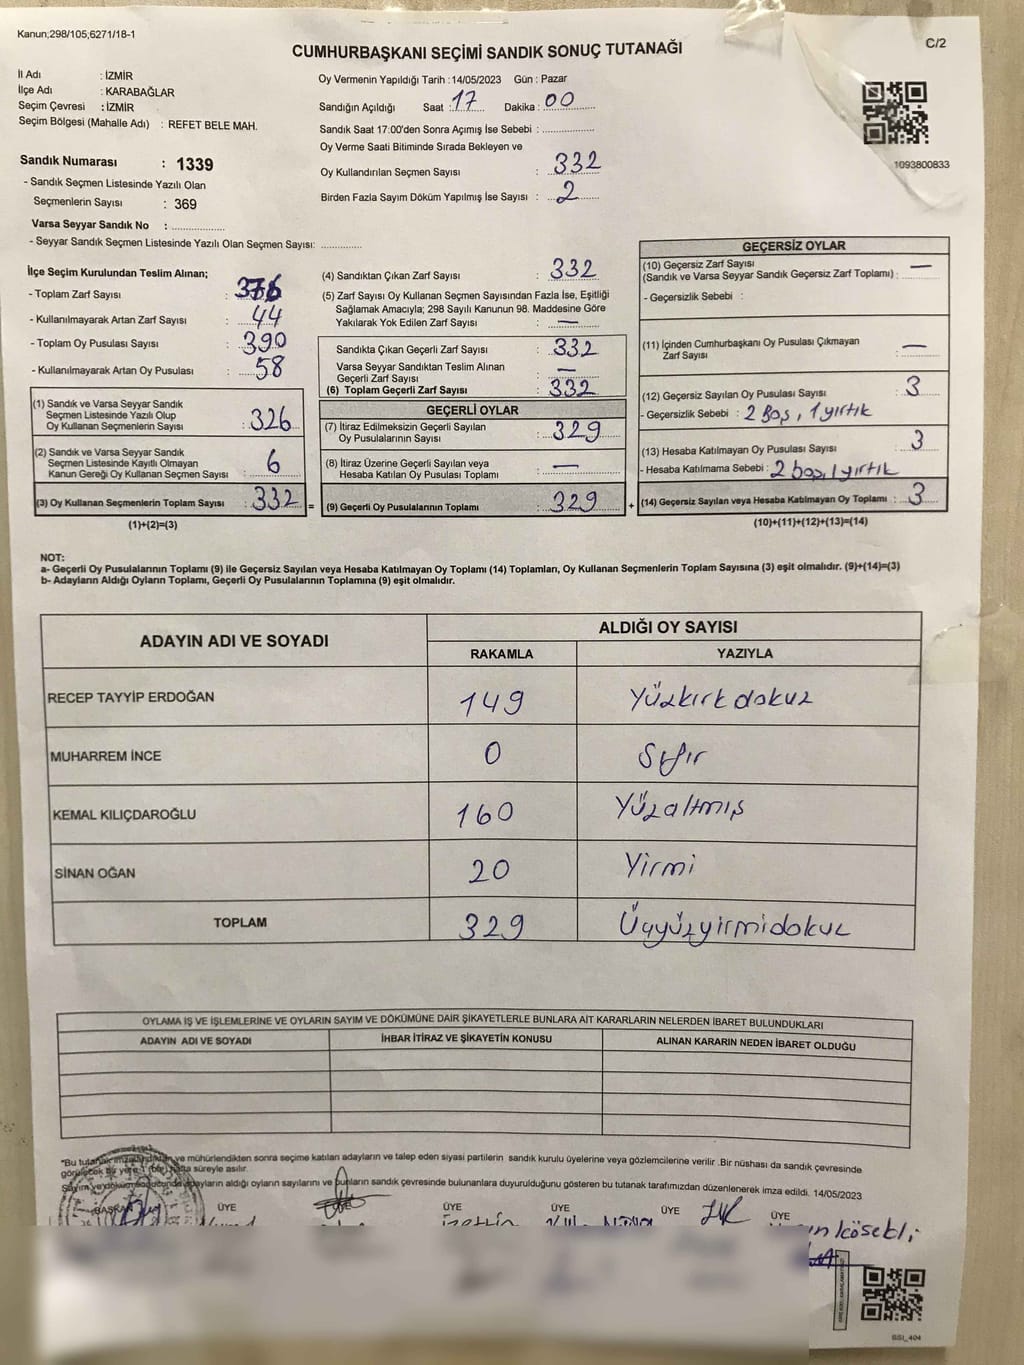 Kanun;298/105;6271/18-1
C/2
CUMHURBAŞKANI SEÇİMİ SANDIK SONUÇ TUTANAĞI
İl Adı : İZMİR
İlçe Adı : KARABAĞLAR
Seçim Çevresi : İZMİR
Seçim Bölgesi (Mahalle Adı) : REFET BELE MAH.
Sandık Numarası : 1339
- Sandık Seçmen Listesinde Yazılı Olan
Seçmenlerin Sayısı : 369
Varsa Seyyar Sandık No :
- Seyyar Sandık Seçmen Listesinde Yazılı Olan Seçmen Sayısı:
Oy Vermenin Yapıldığı Tarih : 14/05/2023 Gün : Pazar
Sandığın Açıldığı Saat : 17 Dakika : 00
Sandık Saat 17:00'den Sonra Açımış İse Sebebi :
Oy Verme Saati Bitiminde Sırada Bekleyen ve
Oy Kullandırılan Seçmen Sayısı : 332
Birden Fazla Sayım Döküm Yapılmış İse Sayısı : 2
1093800833
İlçe Seçim Kurulundan Teslim Alınan;
- Toplam Zarf Sayısı : 376
- Kullanılmayarak Artan Zarf Sayısı : 44
- Toplam Oy Pusulası Sayısı : 390
- Kullanılmayarak Artan Oy Pusulası : 58
(1) Sandık ve Varsa Seyyar Sandık
Seçmen Listesinde Yazılı Olup
Oy Kullanan Seçmenlerin Sayısı : 326
(2) Sandık ve Varsa Seyyar Sandık
Seçmen Listesinde Kayıtlı Olmayan
Kanun Gereği Oy Kullanan Seçmen Sayısı : 6
(3) Oy Kullanan Seçmenlerin Toplam Sayısı : 332 =
(1)+(2)=(3)
(4) Sandıktan Çıkan Zarf Sayısı : 332
(5) Zarf Sayısı Oy Kullanan Seçmen Sayısından Fazla İse, Eşitliği
Sağlamak Amacıyla; 298 Sayılı Kanunun 98. Maddesine Göre
Yakılarak Yok Edilen Zarf Sayısı : —
Sandıkta Çıkan Geçerli Zarf Sayısı : 332
Varsa Seyyar Sandıktan Teslim Alınan
Geçerli Zarf Sayısı : —
(6) Toplam Geçerli Zarf Sayısı : 332
GEÇERLİ OYLAR
(7) İtiraz Edilmeksizin Geçerli Sayılan
Oy Pusulalarının Sayısı : 329
(8) İtiraz Üzerine Geçerli Sayılan veya
Hesaba Katılan Oy Pusulası Toplamı : —
(9) Geçerli Oy Pusulalarının Toplamı : 329 +
GEÇERSİZ OYLAR
(10) Geçersiz Zarf Sayısı
(Sandık ve Varsa Seyyar Sandık Geçersiz Zarf Toplamı) : —
- Geçersizlik Sebebi :
(11) İçinden Cumhurbaşkanı Oy Pusulası Çıkmayan
Zarf Sayısı : —
(12) Geçersiz Sayılan Oy Pusulası Sayısı : 3
- Geçersizlik Sebebi : 2 Boş, 1 yırtık
(13) Hesaba Katılmayan Oy Pusulası Sayısı : 3
- Hesaba Katılmama Sebebi : 2 boş, 1 yırtık
(14) Geçersiz Sayılan veya Hesaba Katılmayan Oy Toplamı : 3
(10)+(11)+(12)+(13)=(14)
NOT:
a- Geçerli Oy Pusulalarının Toplamı (9) ile Geçersiz Sayılan veya Hesaba Katılmayan Oy Toplamı (14) Toplamları, Oy Kullanan Seçmenlerin Toplam Sayısına (3) eşit olmalıdır. (9)+(14)=(3)
b- Adayların Aldığı Oyların Toplamı, Geçerli Oy Pusulalarının Toplamına (9) eşit olmalıdır.
ADAYIN ADI VE SOYADI ALDIĞI OY SAYISI
RAKAMLA YAZIYLA
RECEP TAYYİP ERDOĞAN 149 Yüzkırkdokuz
MUHARREM İNCE 0 Sıfır
KEMAL KILIÇDAROĞLU 160 Yüzaltmış
SİNAN OĞAN 20 Yirmi
TOPLAM 329 Üçyüzyirmidokuz
OYLAMA İŞ VE İŞLEMLERİNE VE OYLARIN SAYIM VE DÖKÜMÜNE DAİR ŞİKAYETLERLE BUNLARA AİT KARARLARIN NELERDEN İBARET BULUNDUKLARI
ADAYIN ADI VE SOYADI İHBAR İTİRAZ VE ŞİKAYETİN KONUSU ALINAN KARARIN NEDEN İBARET OLDUĞU
"Bu tutanak imzalandıktan ve mühürlendikten sonra seçime katılan adayların ve talep eden siyasi partilerin sandık kurulu üyelerine veya gözlemcilerine verilir .Bir nüshası da sandık çevresinde
görülecek bir yere 1 (bir) hafta süreyle asılır.
Sayım ve döküm sonucunda adayların aldığı oyların sayılarını ve bunların sandık çevresinde bulunanlara duyurulduğunu gösteren bu tutanak tarafımızdan düzenlenerek imza edildi. 14/05/2023
BAŞKAN ÜYE ÜYE ÜYE ÜYE ÜYE
Kösekli
BSI_404